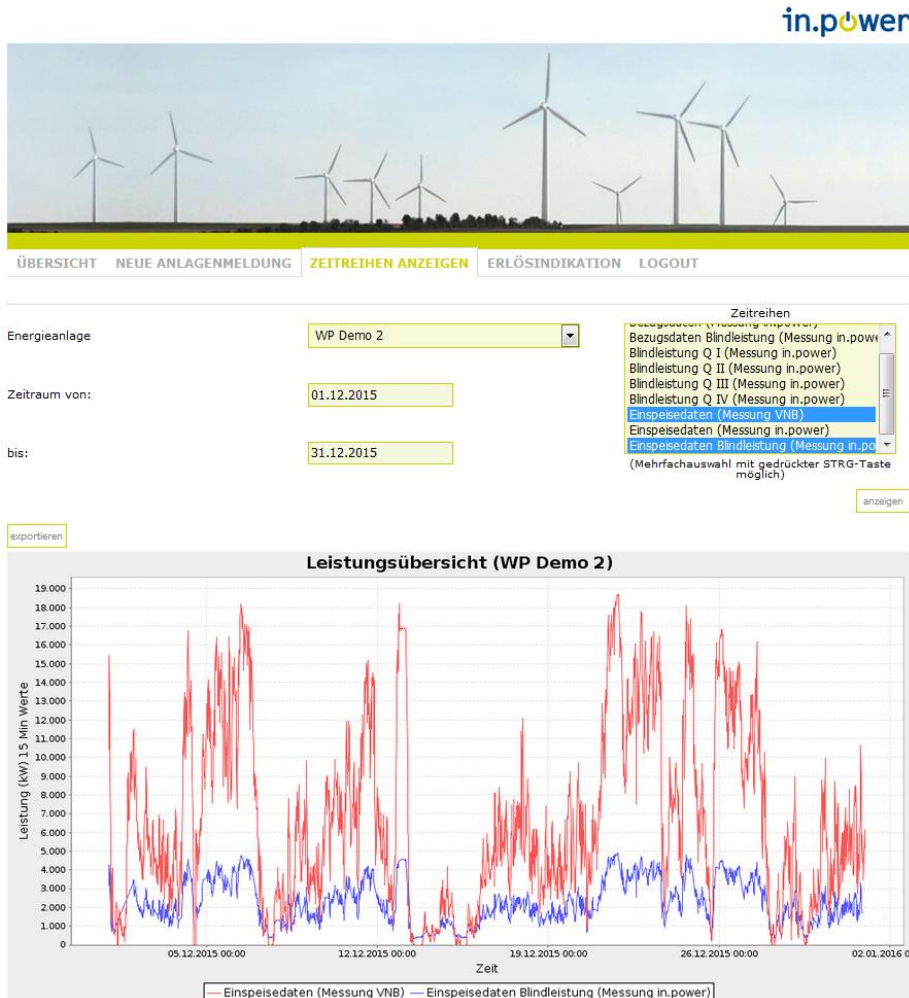 in.power
ÜBERSICHT NEUE ANLAGENMELDUNG ZEITREIHEN ANZEIGEN ERLÖSINDIKATION LOGOUT
Zeitreihen
Energieanlage
WP Demo 2
Bezugsdaten (Messung in.power)
Bezugsdaten Blindleistung (Messung in.powe
Blindleistung Q I (Messung in.power)
Blindleistung Q II (Messung in.power)
Blindleistung Q III (Messung in.power)
Blindleistung Q IV (Messung in.power)
Einspeisedaten (Messung VNB)
Einspeisedaten (Messung in.power)
Einspeisedaten Blindleistung (Messung in.po
(Mehrfachauswahl mit gedrückter STRG-Taste
möglich)
Zeitraum von:
01.12.2015
bis:
31.12.2015
anzeigen
exportieren
Leistungsübersicht (WP Demo 2)
Leistung (kW) 15 Min Werte
19.000
18.000
17.000
16.000
15.000
14.000
13.000
12.000
11.000
10.000
9.000
8.000
7.000
6.000
5.000
4.000
3.000
2.000
1.000
0
05.12.2015 00:00 12.12.2015 00:00 19.12.2015 00:00 26.12.2015 00:00 02.01.2016 0
Zeit
Einspeisedaten (Messung VNB) Einspeisedaten Blindleistung (Messung in.power)